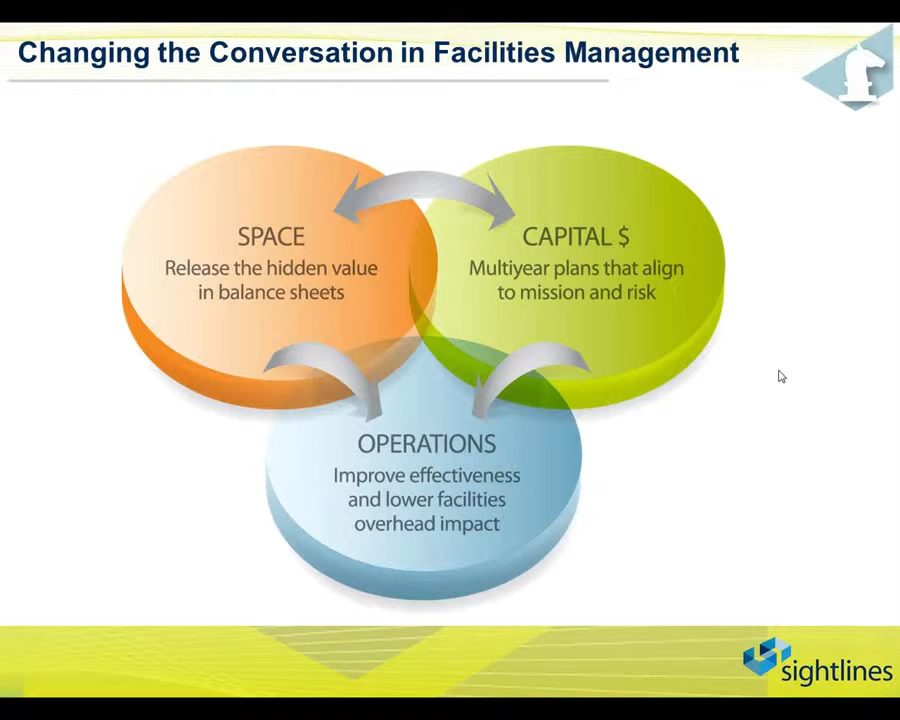 Changing the Conversation in Facilities Management
SPACE
Release the hidden value
in balance sheets
CAPITAL $
Multiyear plans that align
to mission and risk
OPERATIONS
Improve effectiveness
and lower facilities
overhead impact
sightlines